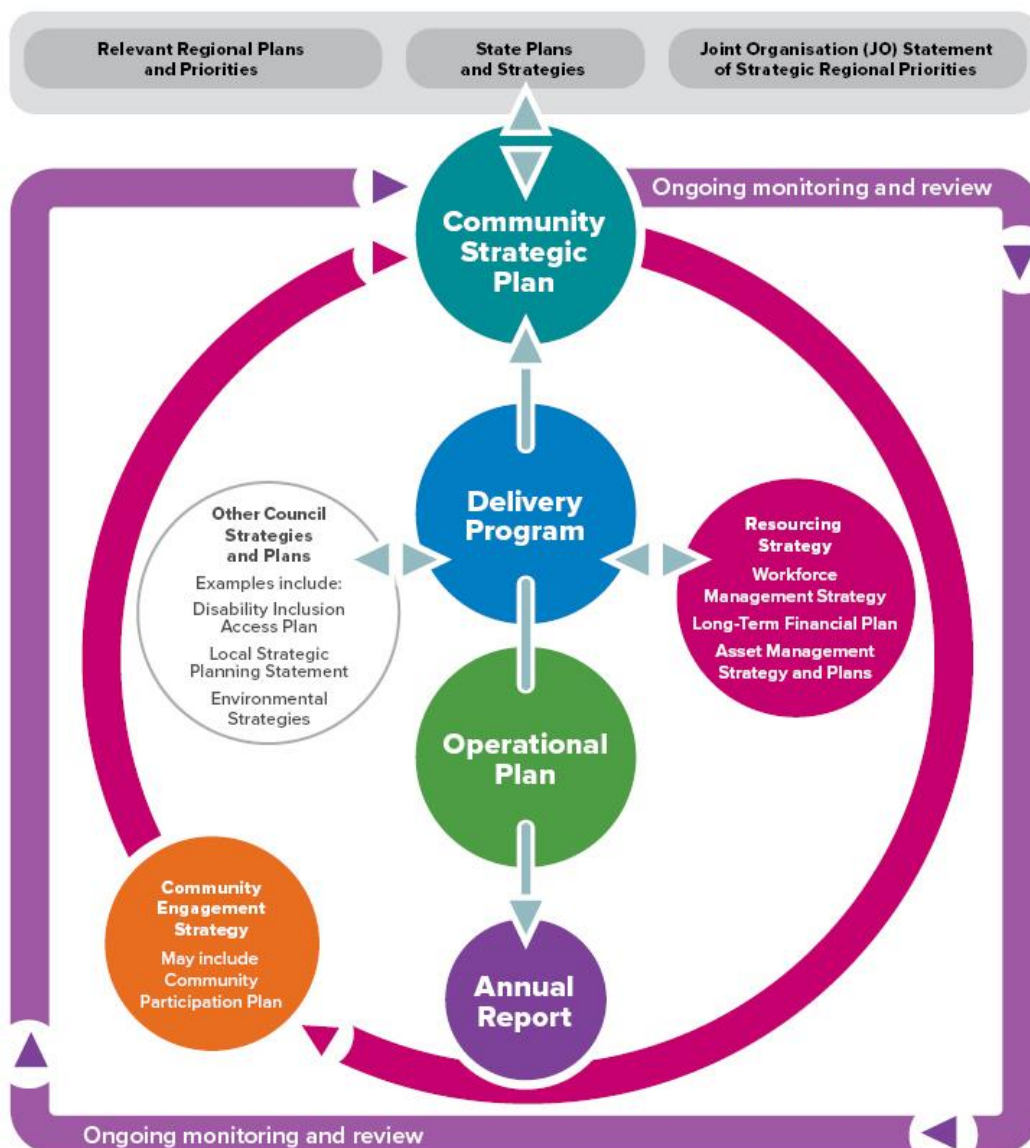 Relevant Regional Plans
and Priorities
State Plans
and Strategies
Joint Organisation (JO) Statement
of Strategic Regional Priorities
Ongoing monitoring and review
Community
Strategic
Plan
Delivery
Program
Other Council
Strategies
and Plans
Examples include:
Disability Inclusion
Access Plan
Local Strategic
Planning Statement
Environmental
Strategies
Resourcing
Strategy
Workforce
Management Strategy
Long-Term Financial Plan
Asset Management
Strategy and Plans
Operational
Plan
Community
Engagement
Strategy
May include
Community
Participation Plan
Annual
Report
Ongoing monitoring and review